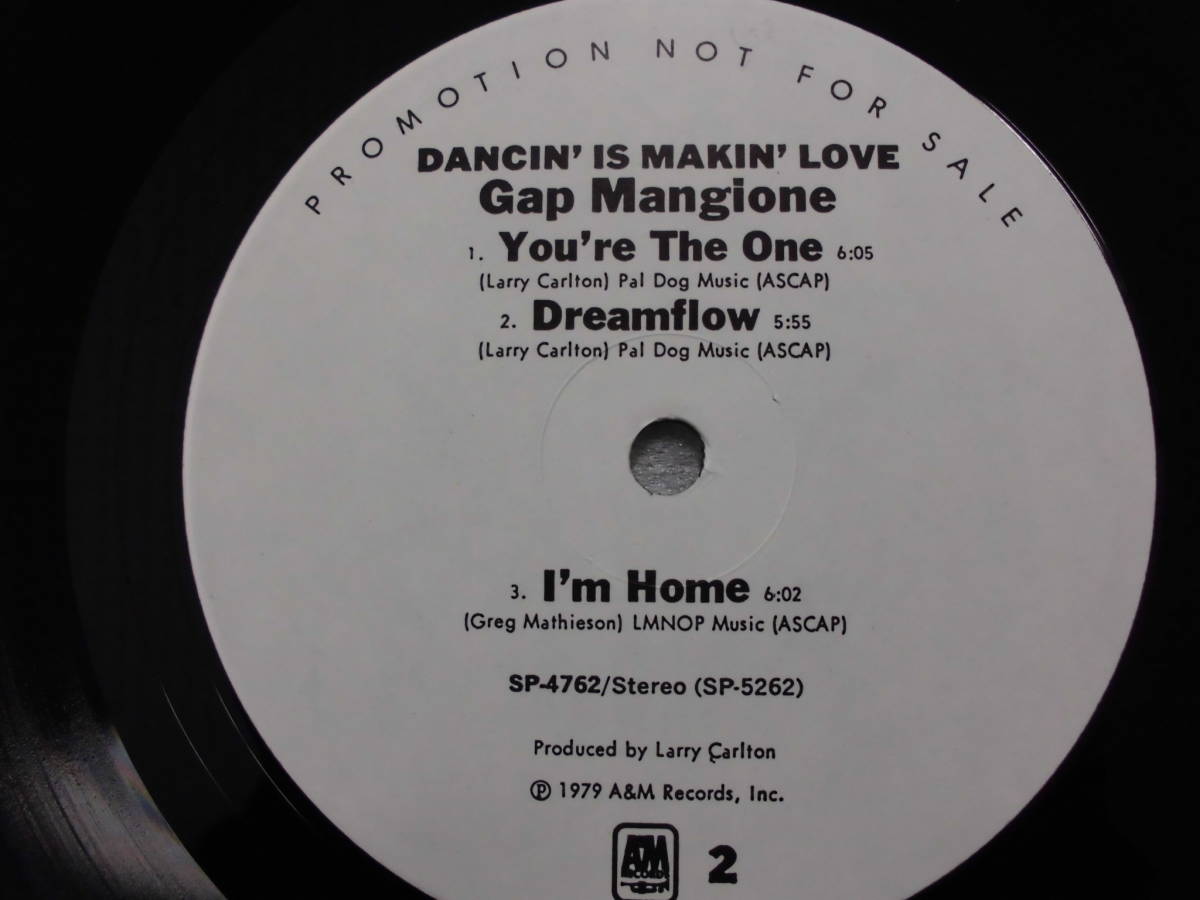 PROMOTION NOT FOR SALE
DANCIN' IS MAKIN' LOVE
Gap Mangione
1. You're The One 6:05
(Larry Carlton) Pal Dog Music (ASCAP)
2. Dreamflow 5:55
(Larry Carlton) Pal Dog Music (ASCAP)
3. I'm Home 6:02
(Greg Mathieson) LMNOP Music (ASCAP)
SP-4762/Stereo (SP-5262)
Produced by Larry Carlton
℗ 1979 A&M Records, Inc.
A&M
RECORDS
2